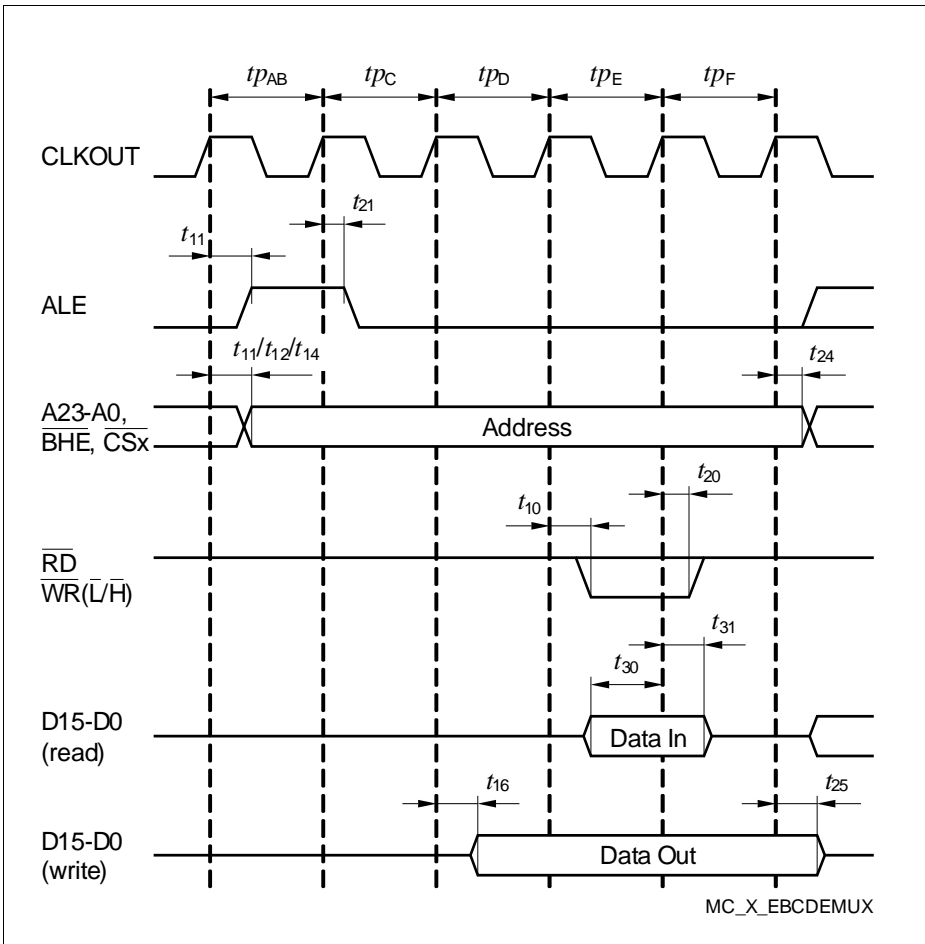 tpAB tpC tpD tpE tpF
CLKOUT
t21
t11
ALE
t11/t12/t14
t24
A23-A0,
BHE, CSx
Address
t20
t10
RD
WR(L/H)
t31
t30
D15-D0
(read)
Data In
t16
t25
D15-D0
(write)
Data Out
MC_X_EBCDEMUX